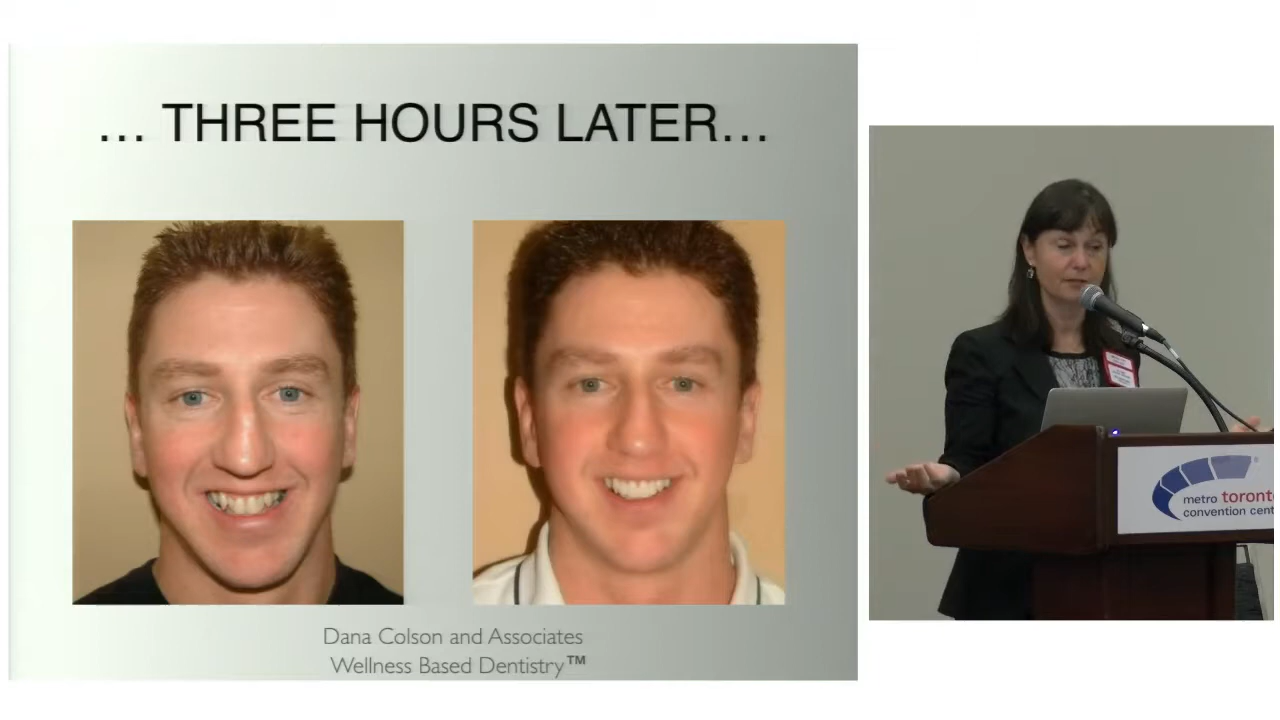 ... THREE HOURS LATER...
Dana Colson and Associates
Wellness Based Dentistry™
metro toronto
convention cent